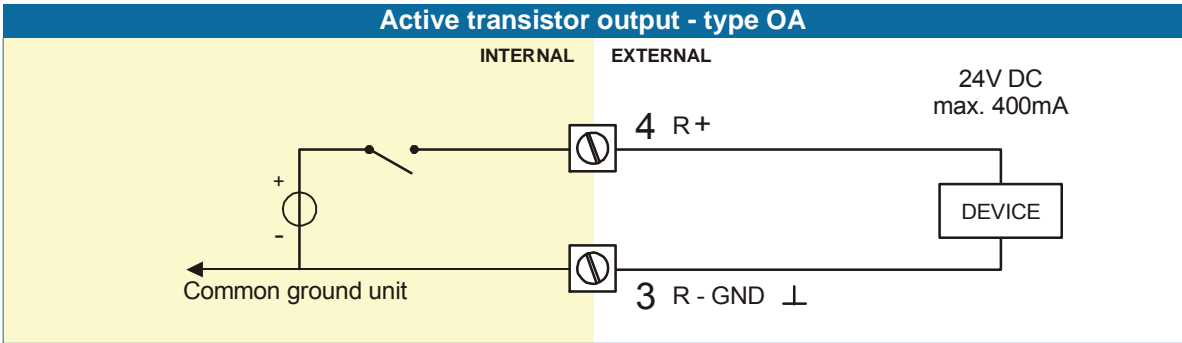 Active transistor output - type OA
INTERNAL EXTERNAL
24V DC
max. 400mA
4 R+
+
-
DEVICE
Common ground unit
3 R - GND ⊥